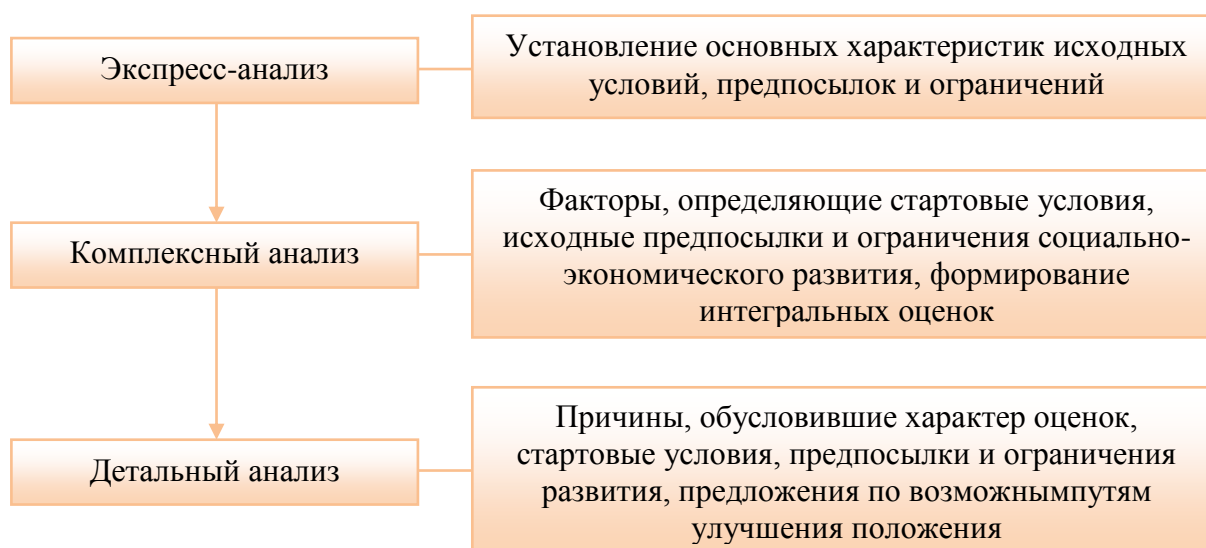 Экспресс-анализ
Установление основных характеристик исходных
условий, предпосылок и ограничений
Комплексный анализ
Факторы, определяющие стартовые условия,
исходные предпосылки и ограничения социально-
экономического развития, формирование
интегральных оценок
Детальный анализ
Причины, обусловившие характер оценок,
стартовые условия, предпосылки и ограничения
развития, предложения по возможнымпутям
улучшения положения